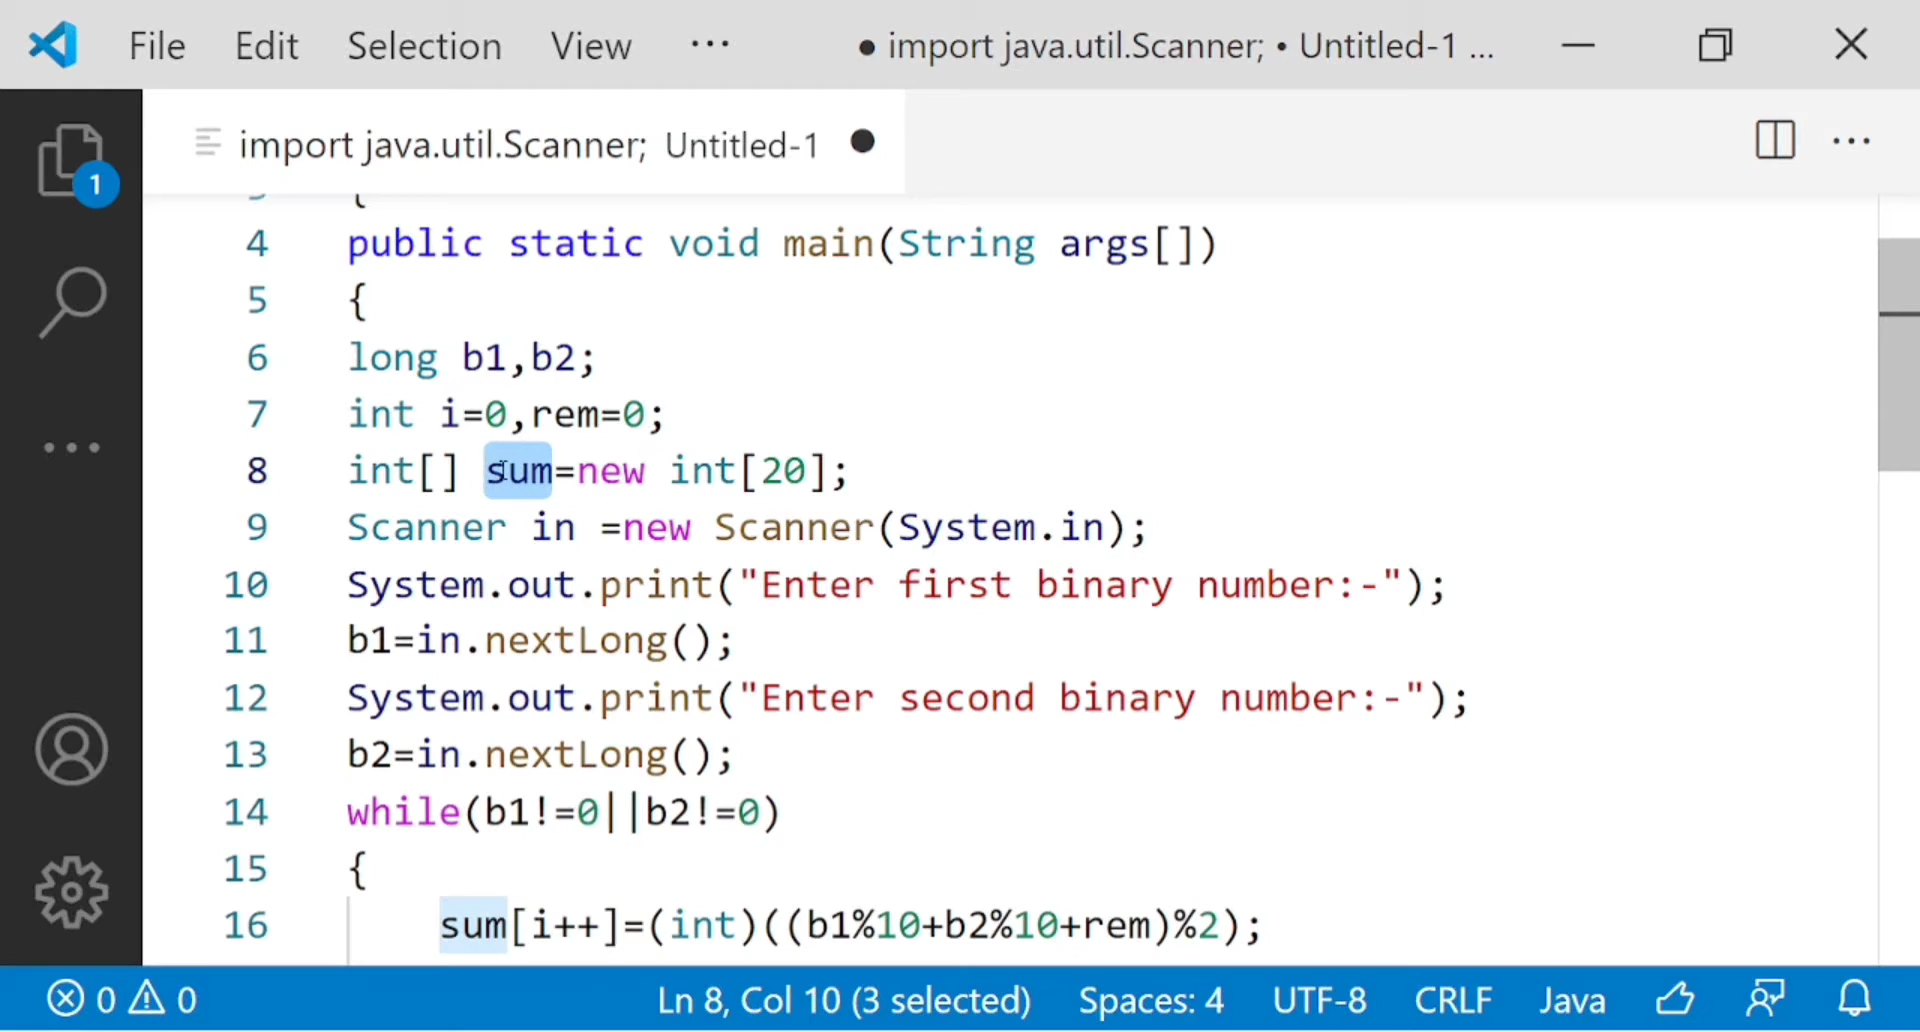 File Edit Selection View ··· ● import java.util.Scanner; • Untitled-1 ...
import java.util.Scanner; Untitled-1 ●
1
4 public static void main(String args[])
5 {
6 long b1,b2;
7 int i=0,rem=0;
8 int[] sum=new int[20];
9 Scanner in =new Scanner(System.in);
10 System.out.print("Enter first binary number:-");
11 b1=in.nextLong();
12 System.out.print("Enter second binary number:-");
13 b2=in.nextLong();
14 while(b1!=0||b2!=0)
15 {
16 sum[i++]=(int)((b1%10+b2%10+rem)%2);
0 0 Ln 8, Col 10 (3 selected) Spaces: 4 UTF-8 CRLF Java